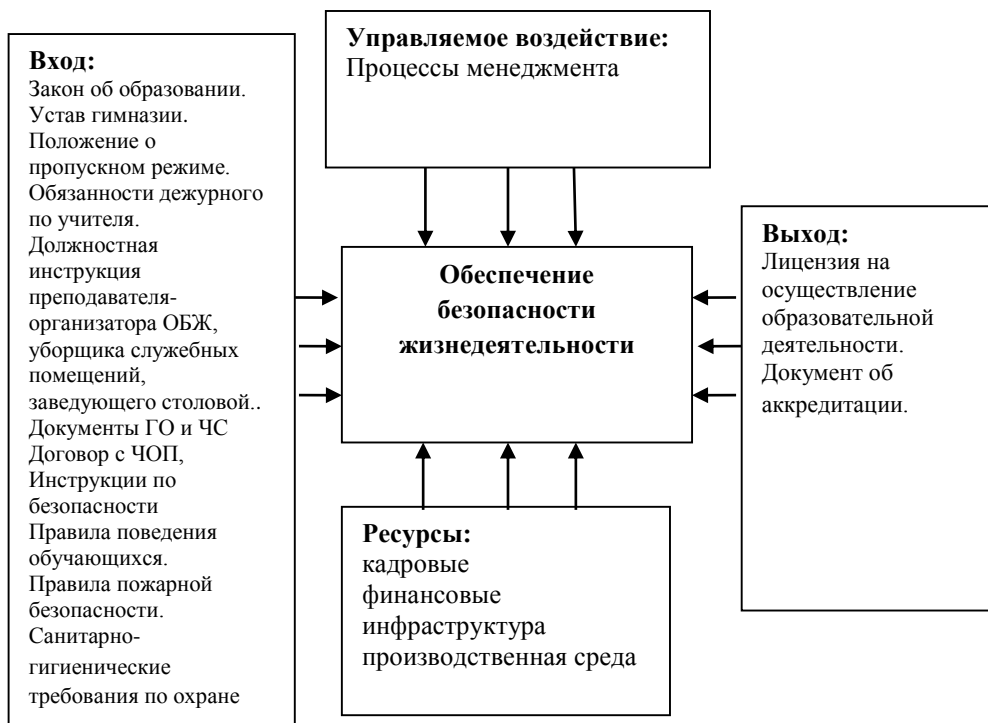 Вход:
Закон об образовании.
Устав гимназии.
Положение о
пропускном режиме.
Обязанности дежурного
по учителя.
Должностная
инструкция
преподавателя-
организатора ОБЖ,
уборщика служебных
помещений,
заведующего столовой..
Документы ГО и ЧС
Договор с ЧОП,
Инструкции по
безопасности
Правила поведения
обучающихся.
Правила пожарной
безопасности.
Санитарно-
гигиенические
требования по охране
Управляемое воздействие:
Процессы менеджмента
Обеспечение
безопасности
жизнедеятельности
Ресурсы:
кадровые
финансовые
инфраструктура
производственная среда
Выход:
Лицензия на
осуществление
образовательной
деятельности.
Документ об
аккредитации.